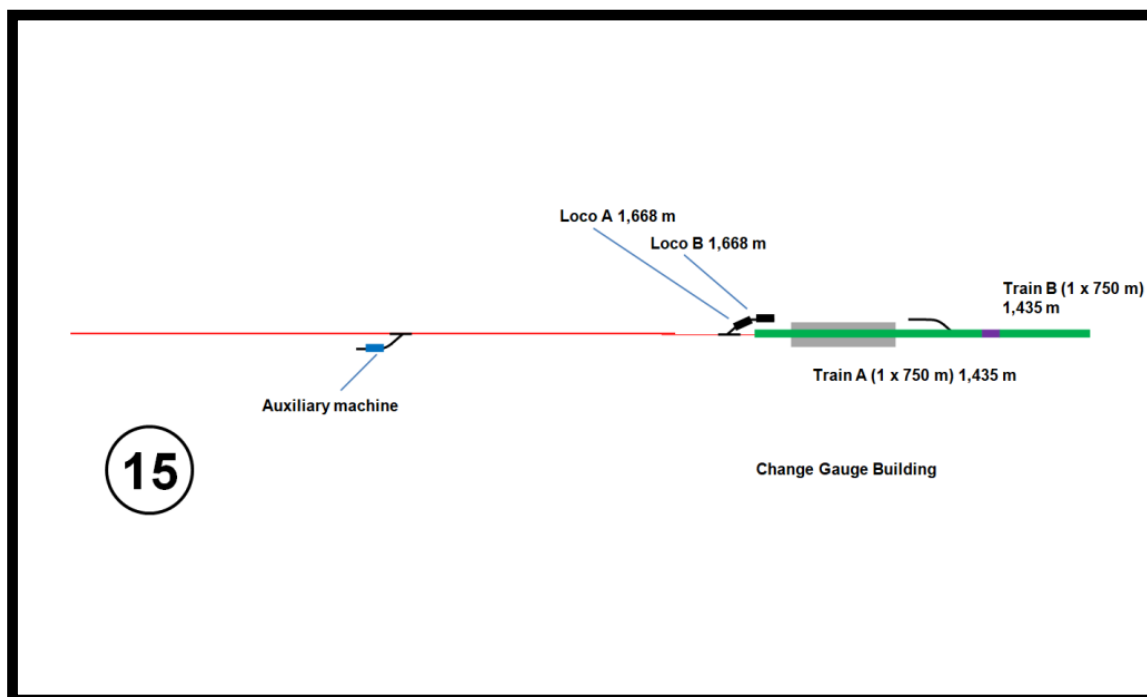 Loco A 1,668 m
Loco B 1,668 m
Train B (1 x 750 m)
1,435 m
Train A (1 x 750 m) 1,435 m
Auxiliary machine
15
Change Gauge Building